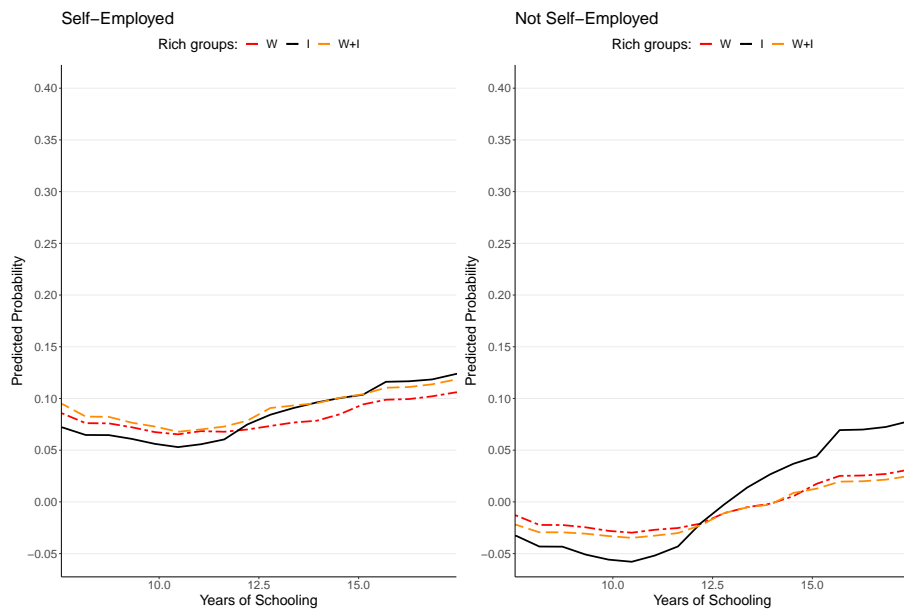 Self−Employed
Rich groups: W I W+I
0.40
0.35
0.30
0.25
0.20
0.15
0.10
0.05
0.00
−0.05
Predicted Probability
10.0 12.5 15.0
Years of Schooling
Not Self−Employed
Rich groups: W I W+I
0.40
0.35
0.30
0.25
0.20
0.15
0.10
0.05
0.00
−0.05
Predicted Probability
10.0 12.5 15.0
Years of Schooling